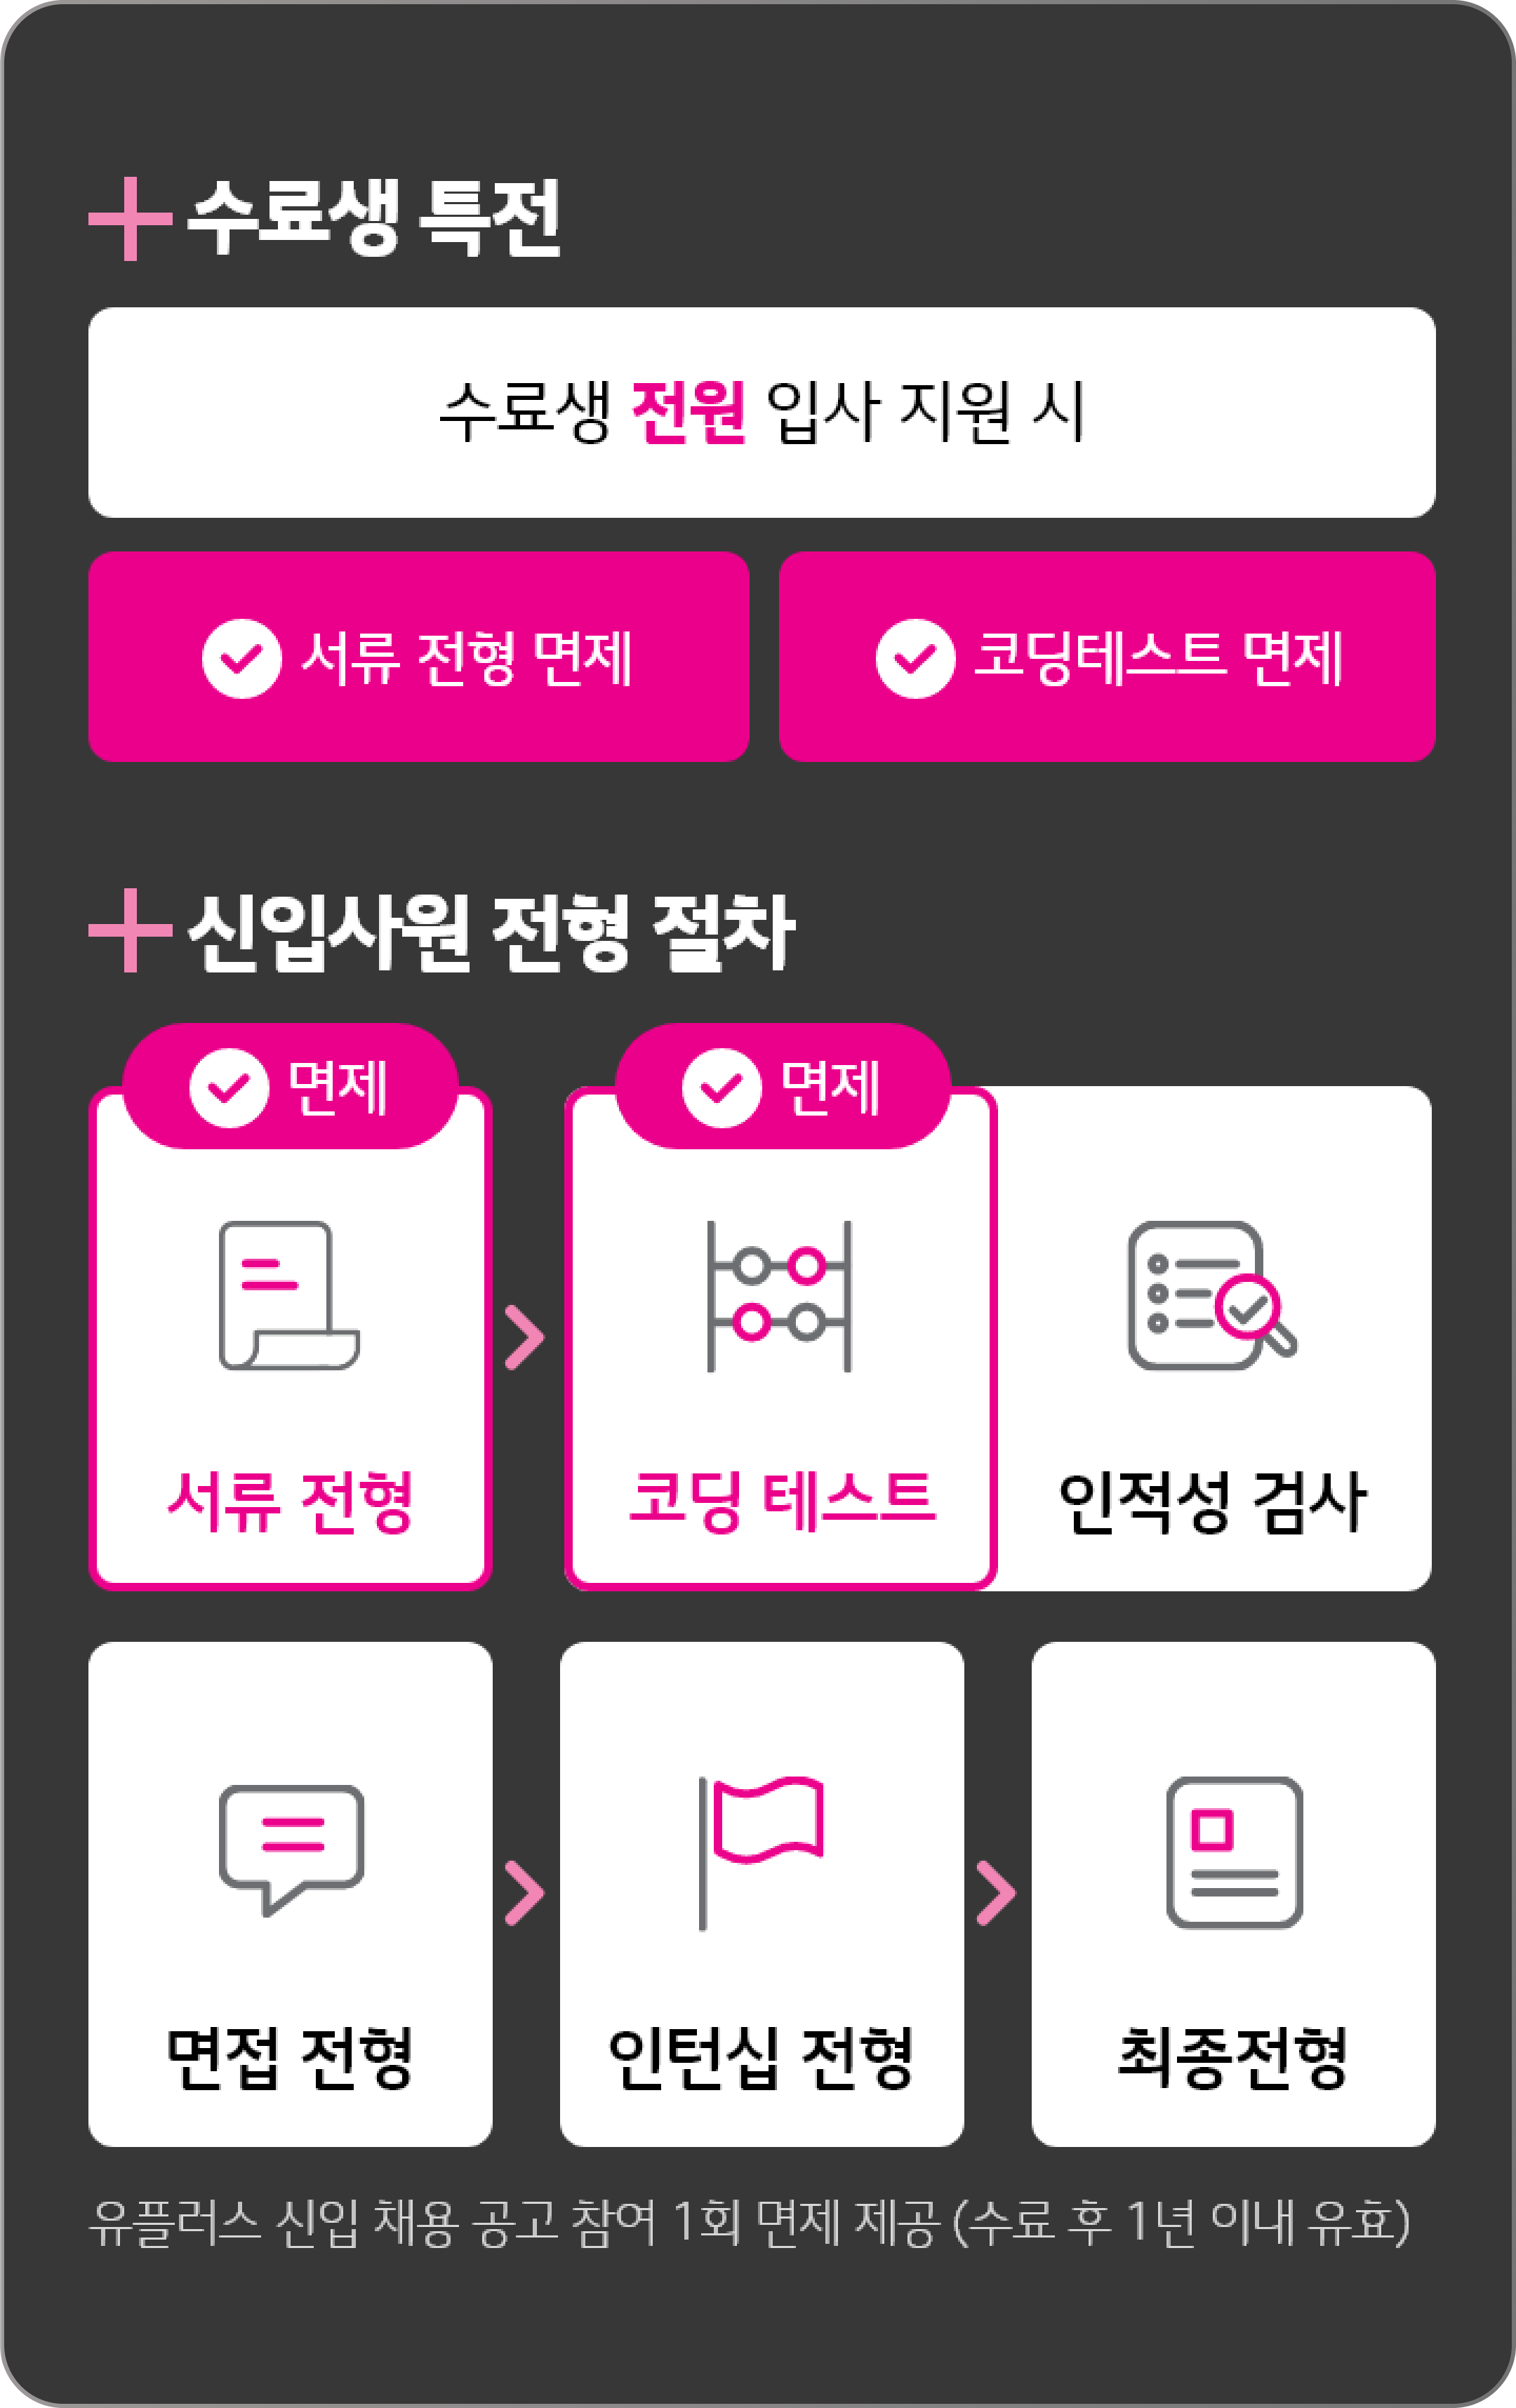 수료생 특전
수료생 전원 입사 지원 시
서류 전형 면제
코딩테스트 면제
신입사원 전형 절차
면제
면제
서류 전형
코딩 테스트
인적성 검사
면접 전형
인턴십 전형
최종전형
유플러스 신입 채용 공고 참여 1회 면제 제공 (수료 후 1년 이내 유효)